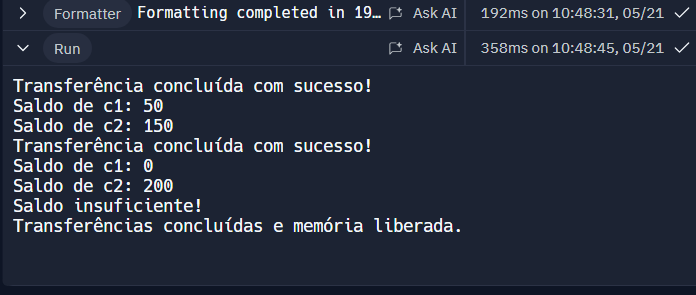 Formatter Formatting completed in 19… Ask AI 192ms on 10:48:31, 05/21
Run Ask AI 358ms on 10:48:45, 05/21
Transferência concluída com sucesso!
Saldo de c1: 50
Saldo de c2: 150
Transferência concluída com sucesso!
Saldo de c1: 0
Saldo de c2: 200
Saldo insuficiente!
Transferências concluídas e memória liberada.